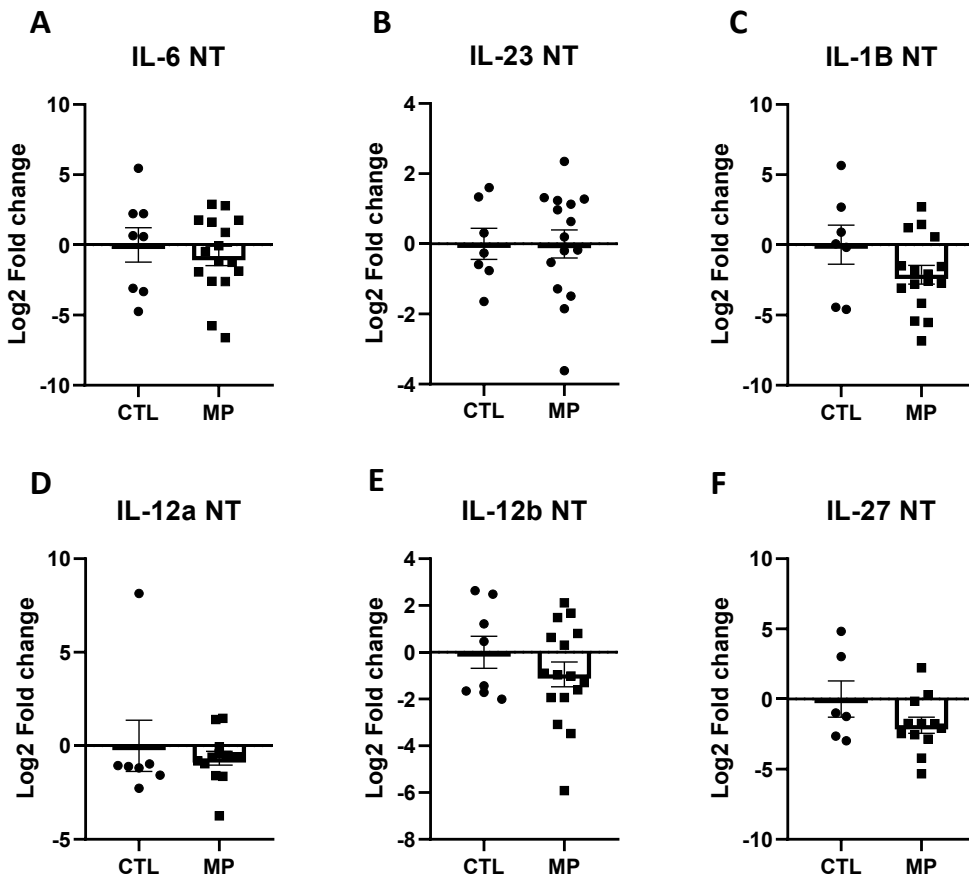 A
IL-6 NT
Log2 Fold change
10
5
0
-5
-10
CTL
MP
B
IL-23 NT
Log2 Fold change
4
2
0
-2
-4
CTL
MP
C
IL-1B NT
Log2 Fold change
10
5
0
-5
-10
CTL
MP
D
IL-12a NT
Log2 Fold change
10
5
0
-5
CTL
MP
E
IL-12b NT
Log2 Fold change
4
2
0
-2
-4
-6
-8
CTL
MP
F
IL-27 NT
Log2 Fold change
10
5
0
-5
-10
CTL
MP